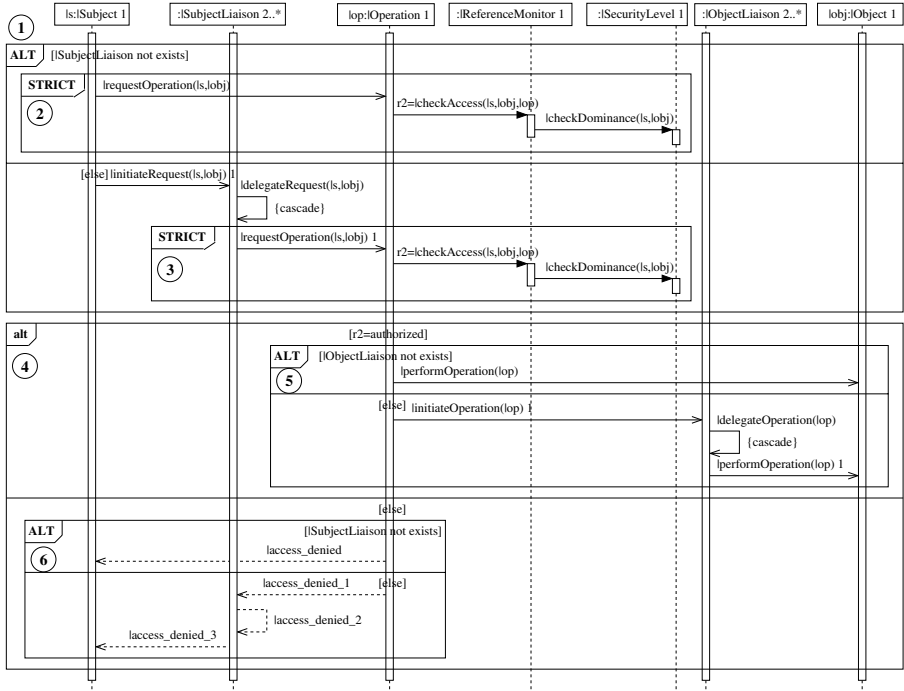 |s:|Subject 1
:|SubjectLiaison 2..*
|op:|Operation 1
:|ReferenceMonitor 1
:|SecurityLevel 1
:|ObjectLiaison 2..*
|obj:|Object 1
1
ALT [|SubjectLiaison not exists]
STRICT |requestOperation(|s,|obj)
2
r2=|checkAccess(|s,|obj,|op)
|checkDominance(|s,|obj)
[else] |initiateRequest(|s,|obj) 1
|delegateRequest(|s,|obj)
{cascade}
STRICT |requestOperation(|s,|obj) 1
3
r2=|checkAccess(|s,|obj,|op)
|checkDominance(|s,|obj)
alt [r2=authorized]
4
ALT [|ObjectLiaison not exists]
5
|performOperation(|op)
[else] |initiateOperation(|op) 1
|delegateOperation(|op)
{cascade}
|performOperation(|op) 1
[else]
ALT [|SubjectLiaison not exists]
6
|access_denied
|access_denied_1 [else]
|access_denied_2
|access_denied_3